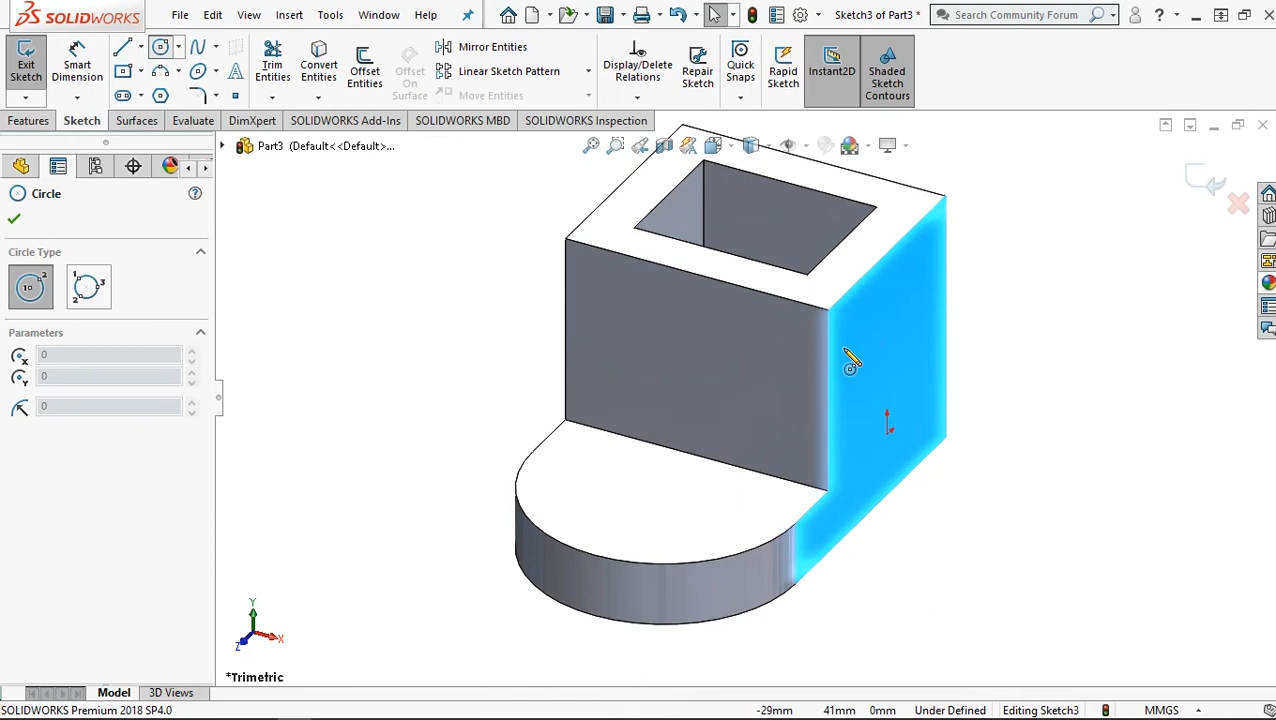 SOLIDWORKS File Edit View Insert Tools Window Help Sketch3 of Part3 * Search Community Forum ?
Exit Sketch
Smart Dimension
Trim Entities
Convert Entities
Offset Entities
Offset On Surface
Mirror Entities
Linear Sketch Pattern
Move Entities
Display/Delete Relations
Repair Sketch
Quick Snaps
Rapid Sketch
Instant2D
Shaded Sketch Contours
Features Sketch Surfaces Evaluate DimXpert SOLIDWORKS Add-Ins SOLIDWORKS MBD SOLIDWORKS Inspection
Part3 (Default<<Default>...
Circle
Circle Type
Parameters
0
0
0
Y
X
Z
*Trimetric
Model 3D Views
SOLIDWORKS Premium 2018 SP4.0 -29mm 41mm 0mm Under Defined Editing Sketch3 MMGS